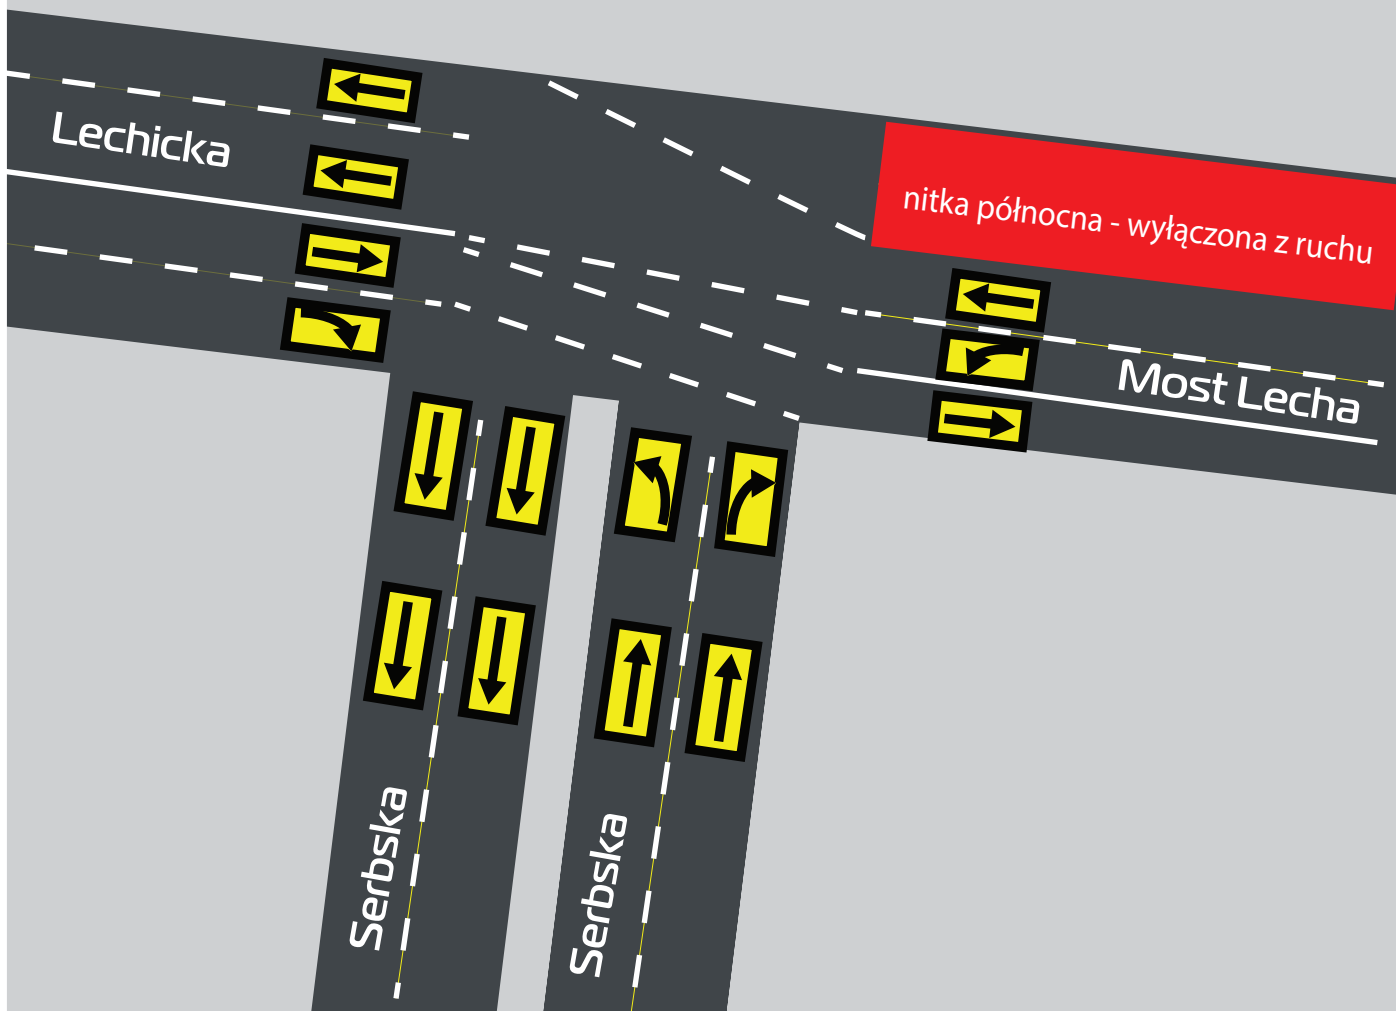 Lechicka
nitka północna - wyłączona z ruchu
Most Lecha
Serbska
Serbska